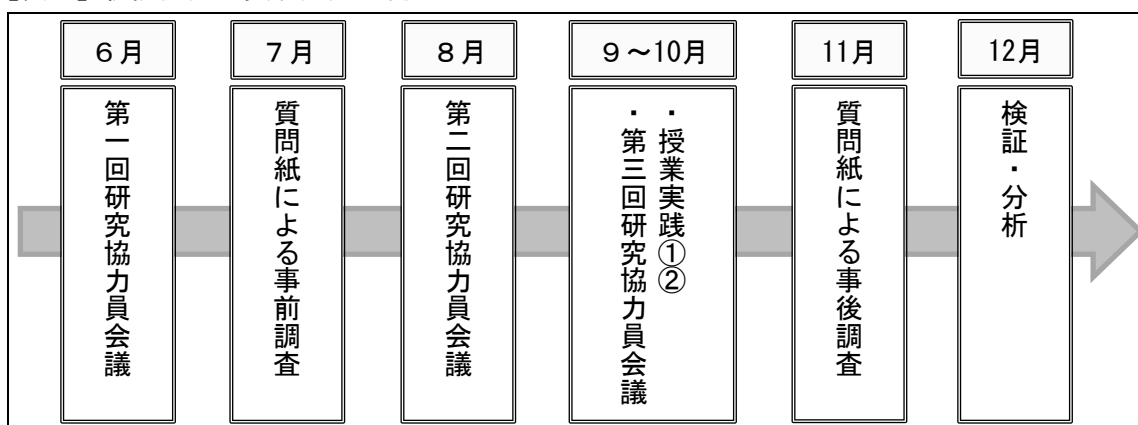 6月
第一回研究協力員会議
7月
質問紙による事前調査
8月
第二回研究協力員会議
9～10月
・授業実践①②
・第三回研究協力員会議
11月
質問紙による事後調査
12月
検証・分析